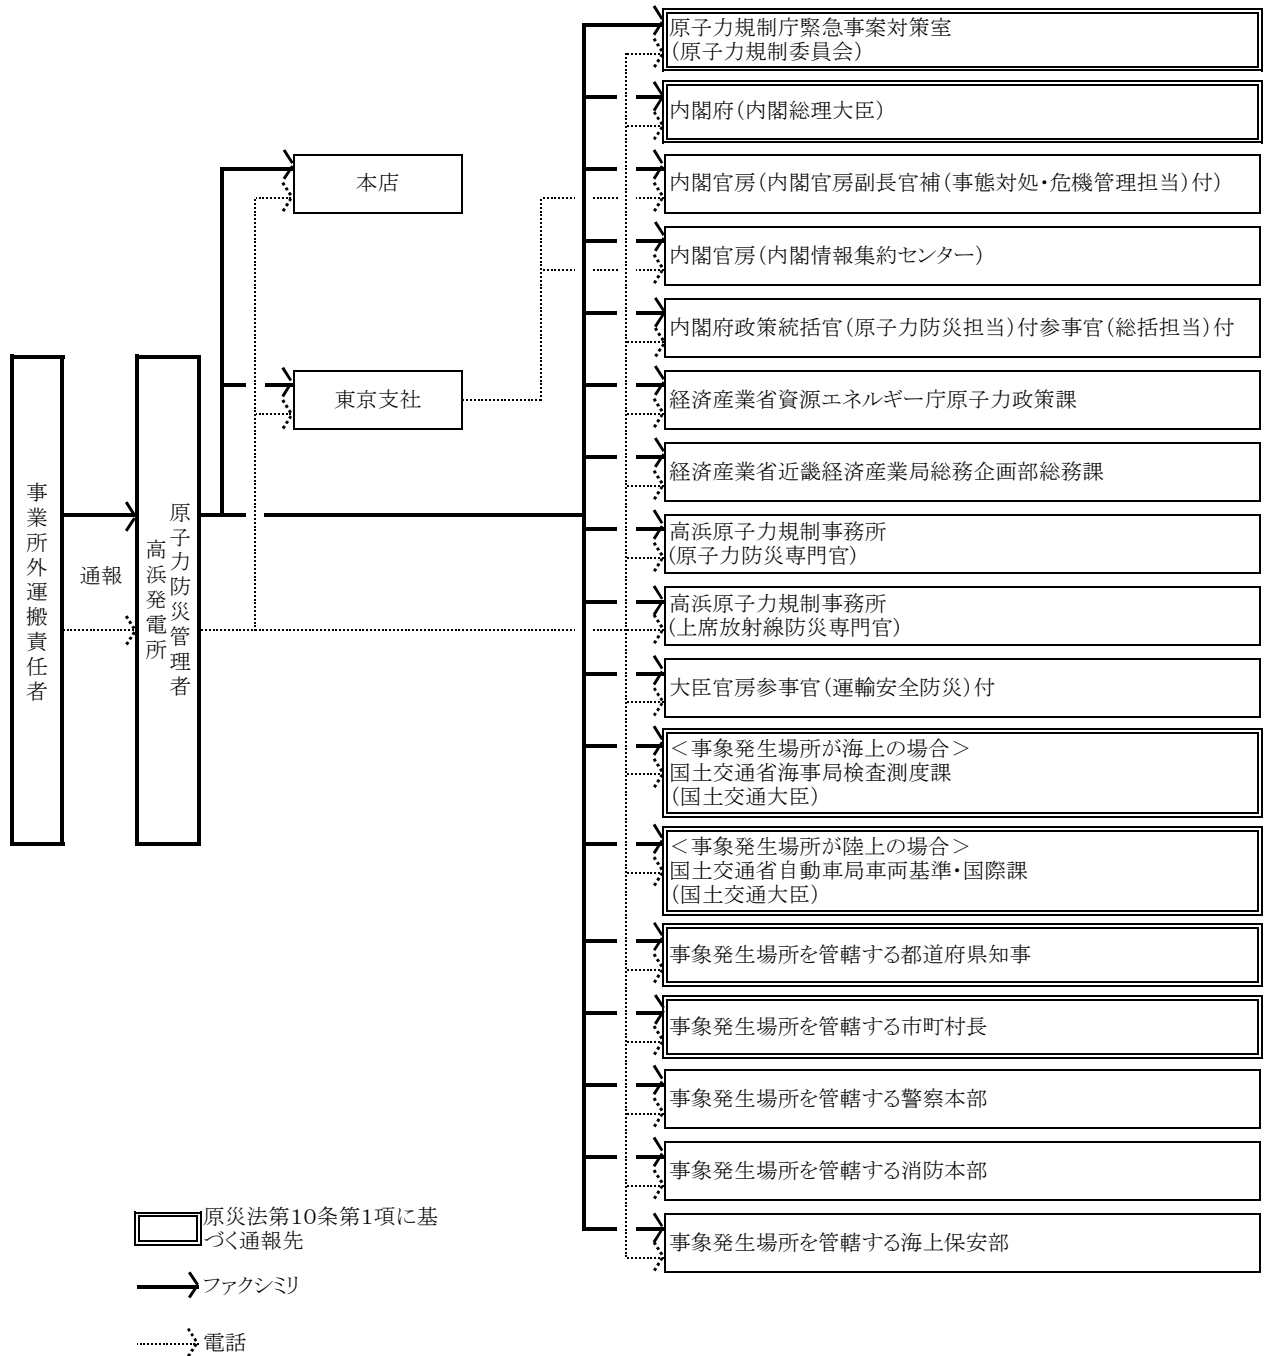 原子力規制庁緊急事案対策室
（原子力規制委員会）
内閣府（内閣総理大臣）
本店
内閣官房（内閣官房副長官補（事態対処・危機管理担当）付）
内閣官房（内閣情報集約センター）
内閣府政策統括官（原子力防災担当）付参事官（総括担当）付
東京支社
経済産業省資源エネルギー庁原子力政策課
経済産業省近畿経済産業局総務企画部総務課
事業所外運搬責任者
通報
原子力防災管理者
高浜発電所
高浜原子力規制事務所
（原子力防災専門官）
高浜原子力規制事務所
（上席放射線防災専門官）
大臣官房参事官（運輸安全防災）付
＜事象発生場所が海上の場合＞
国土交通省海事局検査測度課
（国土交通大臣）
＜事象発生場所が陸上の場合＞
国土交通省自動車局車両基準・国際課
（国土交通大臣）
事象発生場所を管轄する都道府県知事
事象発生場所を管轄する市町村長
事象発生場所を管轄する警察本部
事象発生場所を管轄する消防本部
事象発生場所を管轄する海上保安部
原災法第10条第1項に基
づく通報先
ファクシミリ
電話